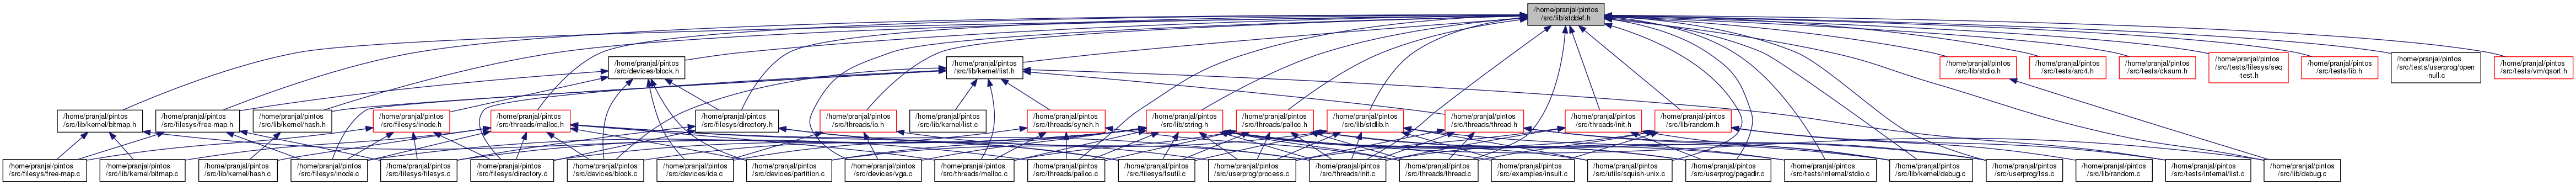 /home/pranjal/pintos
/src/lib/stddef.h
/home/pranjal/pintos
/src/devices/block.h
/home/pranjal/pintos
/src/lib/kernel/list.h
/home/pranjal/pintos
/src/lib/stdio.h
/home/pranjal/pintos
/src/tests/arc4.h
/home/pranjal/pintos
/src/tests/cksum.h
/home/pranjal/pintos
/src/tests/filesys/seq
-test.h
/home/pranjal/pintos
/src/tests/lib.h
/home/pranjal/pintos
/src/tests/userprog/open
-null.c
/home/pranjal/pintos
/src/tests/vm/qsort.h
/home/pranjal/pintos
/src/lib/kernel/bitmap.h
/home/pranjal/pintos
/src/filesys/free-map.h
/home/pranjal/pintos
/src/lib/kernel/hash.h
/home/pranjal/pintos
/src/filesys/inode.h
/home/pranjal/pintos
/src/threads/malloc.h
/home/pranjal/pintos
/src/filesys/directory.h
/home/pranjal/pintos
/src/threads/io.h
/home/pranjal/pintos
/src/lib/kernel/list.c
/home/pranjal/pintos
/src/threads/synch.h
/home/pranjal/pintos
/src/lib/string.h
/home/pranjal/pintos
/src/threads/palloc.h
/home/pranjal/pintos
/src/lib/stdlib.h
/home/pranjal/pintos
/src/threads/thread.h
/home/pranjal/pintos
/src/threads/init.h
/home/pranjal/pintos
/src/lib/random.h
/home/pranjal/pintos
/src/filesys/free-map.c
/home/pranjal/pintos
/src/lib/kernel/bitmap.c
/home/pranjal/pintos
/src/lib/kernel/hash.c
/home/pranjal/pintos
/src/filesys/inode.c
/home/pranjal/pintos
/src/filesys/filesys.c
/home/pranjal/pintos
/src/filesys/directory.c
/home/pranjal/pintos
/src/devices/block.c
/home/pranjal/pintos
/src/devices/ide.c
/home/pranjal/pintos
/src/devices/partition.c
/home/pranjal/pintos
/src/devices/vga.c
/home/pranjal/pintos
/src/threads/malloc.c
/home/pranjal/pintos
/src/threads/palloc.c
/home/pranjal/pintos
/src/filesys/fsutil.c
/home/pranjal/pintos
/src/userprog/process.c
/home/pranjal/pintos
/src/threads/init.c
/home/pranjal/pintos
/src/threads/thread.c
/home/pranjal/pintos
/src/examples/insult.c
/home/pranjal/pintos
/src/utils/squish-unix.c
/home/pranjal/pintos
/src/userprog/pagedir.c
/home/pranjal/pintos
/src/tests/internal/stdio.c
/home/pranjal/pintos
/src/lib/kernel/debug.c
/home/pranjal/pintos
/src/userprog/tss.c
/home/pranjal/pintos
/src/lib/random.c
/home/pranjal/pintos
/src/tests/internal/list.c
/home/pranjal/pintos
/src/lib/debug.c